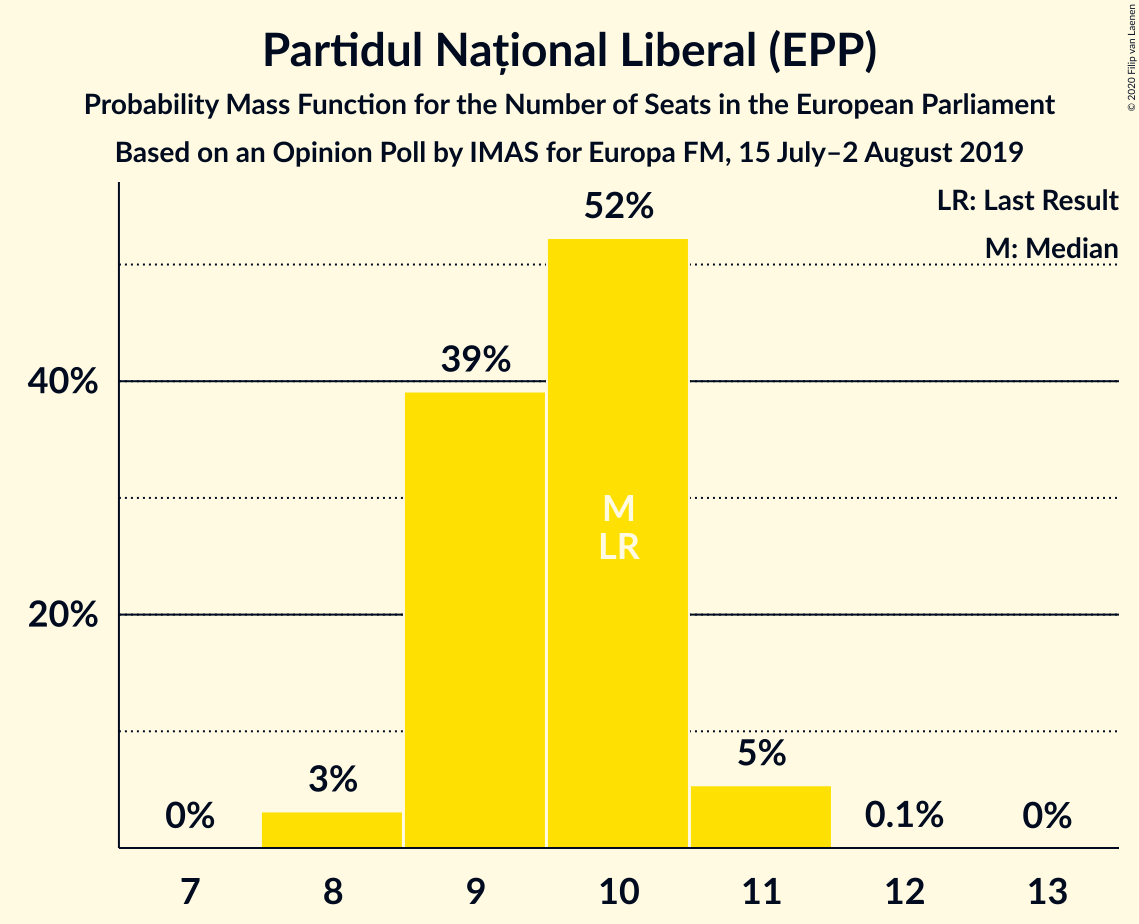 Partidul Național Liberal (EPP)
Probability Mass Function for the Number of Seats in the European Parliament
Based on an Opinion Poll by IMAS for Europa FM, 15 July–2 August 2019
© 2020 Filip van Laenen
LR: Last Result
M: Median
52%
39%
40%
M
LR
20%
5%
3%
0%
0.1%
0%
7
8
9
10
11
12
13